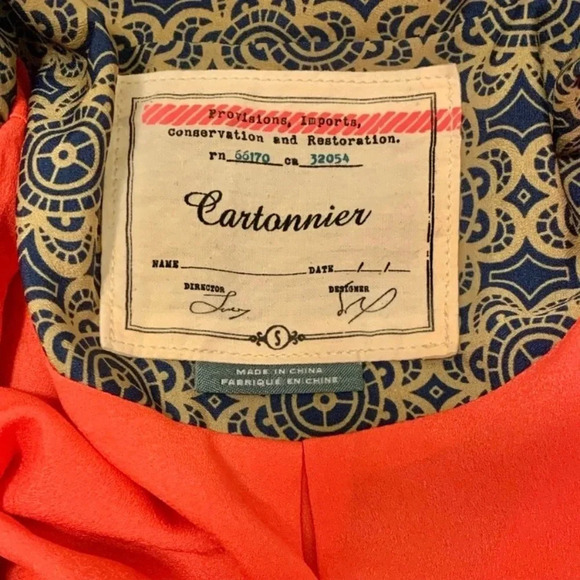 Provisions, Imports,
Conservation and Restoration.
rn 66170 ca 32054
Cartonnier
NAME DATE / /
DIRECTOR DESIGNER
S
MADE IN CHINA
FABRIQUÉ EN CHINE